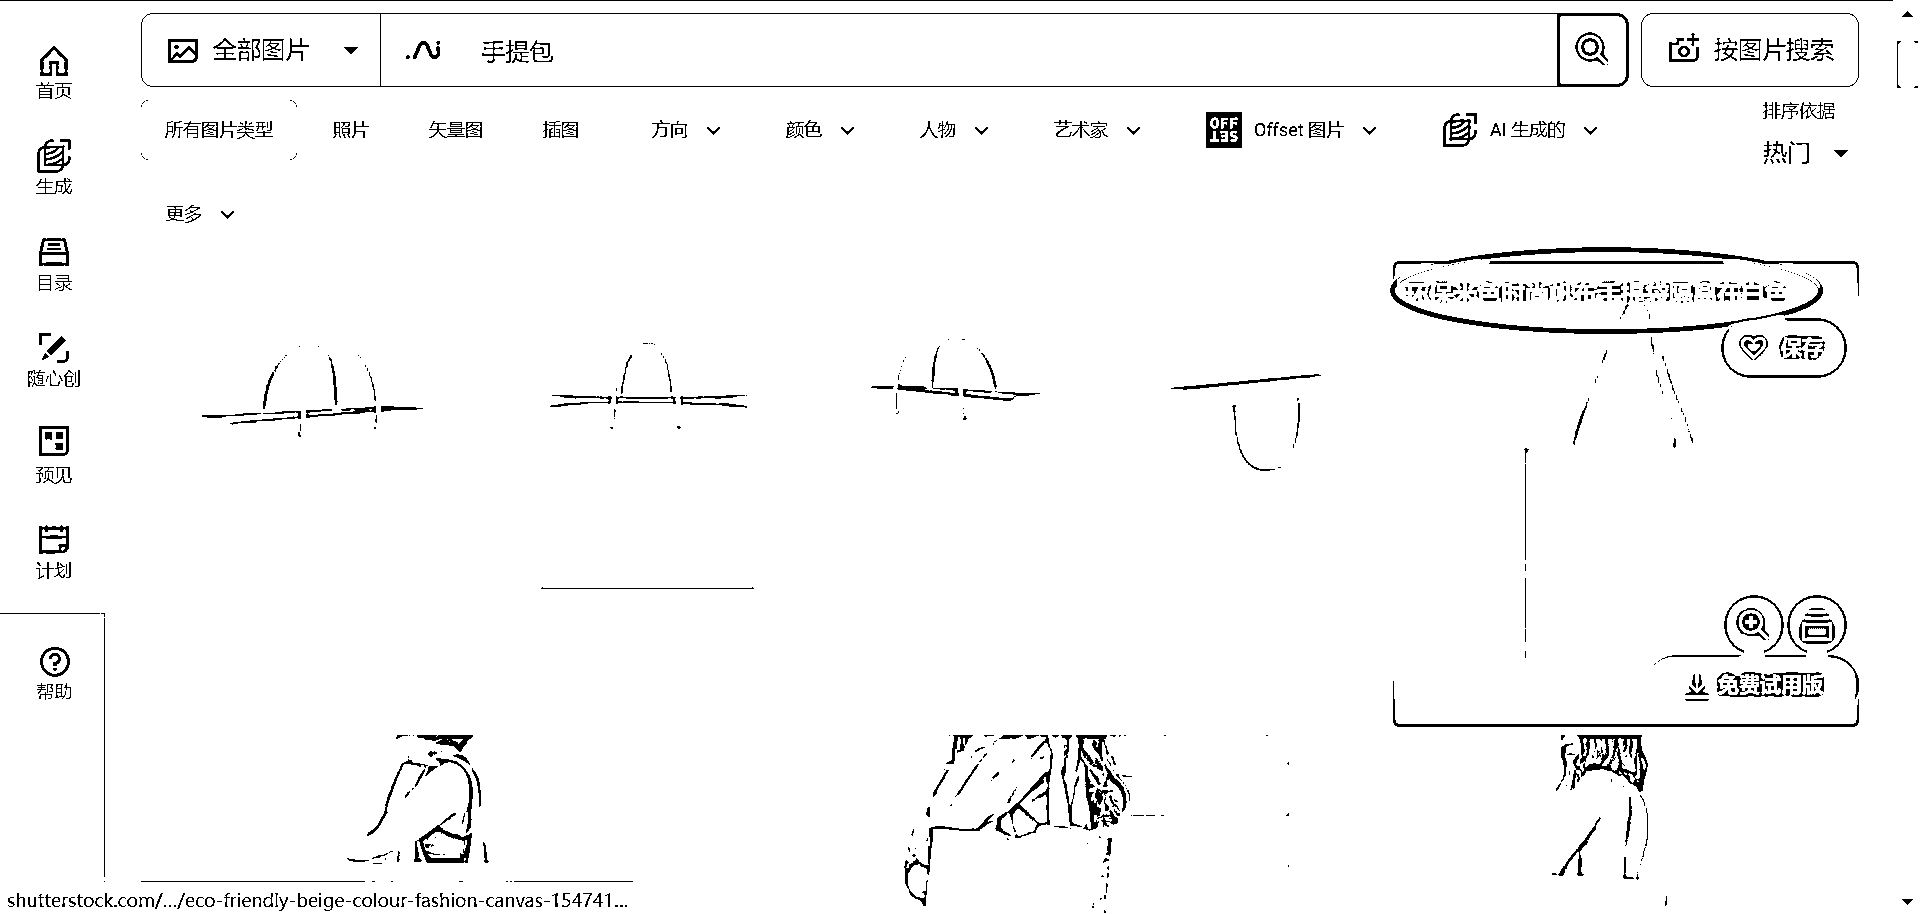 全部图片
手提包
按图片搜索
首页
所有图片类型
照片
矢量图
插图
方向
颜色
人物
艺术家
OFFSET
Offset 图片
AI 生成的
排序依据
热门
生成
更多
目录
环保米色时尚帆布手提袋隔离在白色
保存
随心创
预见
计划
帮助
免费试用版
shutterstock.com/.../eco-friendly-beige-colour-fashion-canvas-154741...